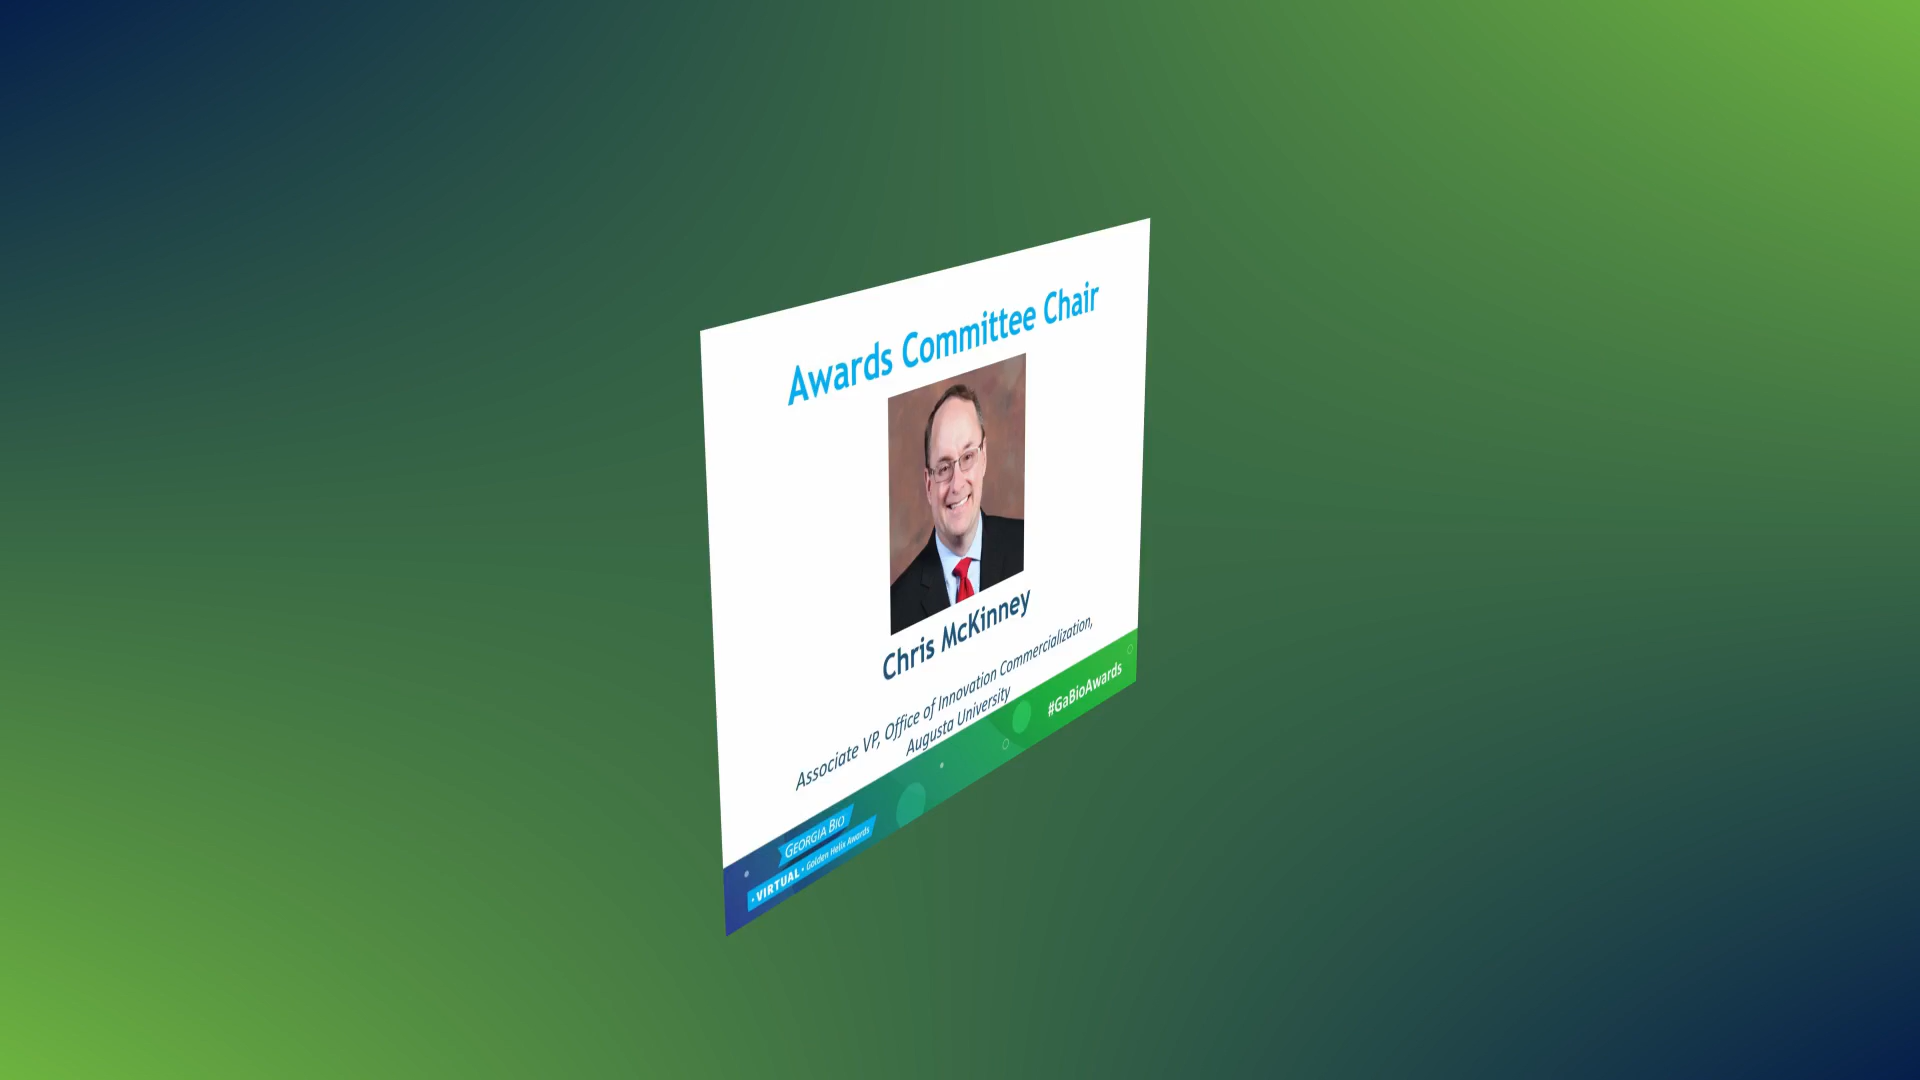 Awards Committee Chair
Chris McKinney
Associate VP, Office of Innovation Commercialization,
Augusta University
#GaBioAwards
GEORGIA BIO
• VIRTUAL • Golden Helix Awards